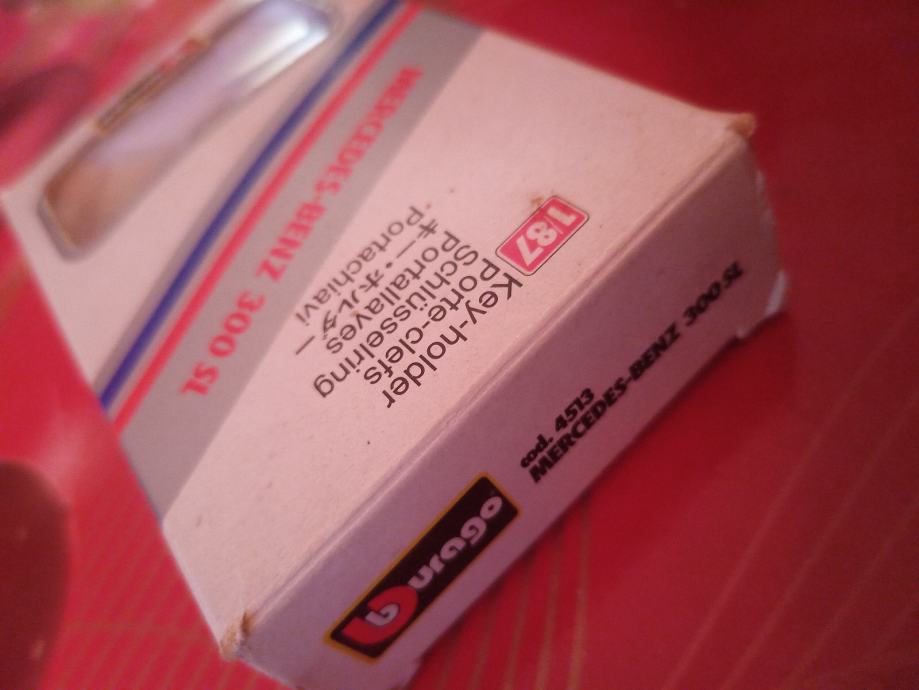 MERCEDES-BENZ 300 SL
1/87
Key-holder
Porte-clefs
Schlüsselring
Portallaves
キー・ホルダー
Portachiavi
cod. 4513
MERCEDES-BENZ 300 SL
burago